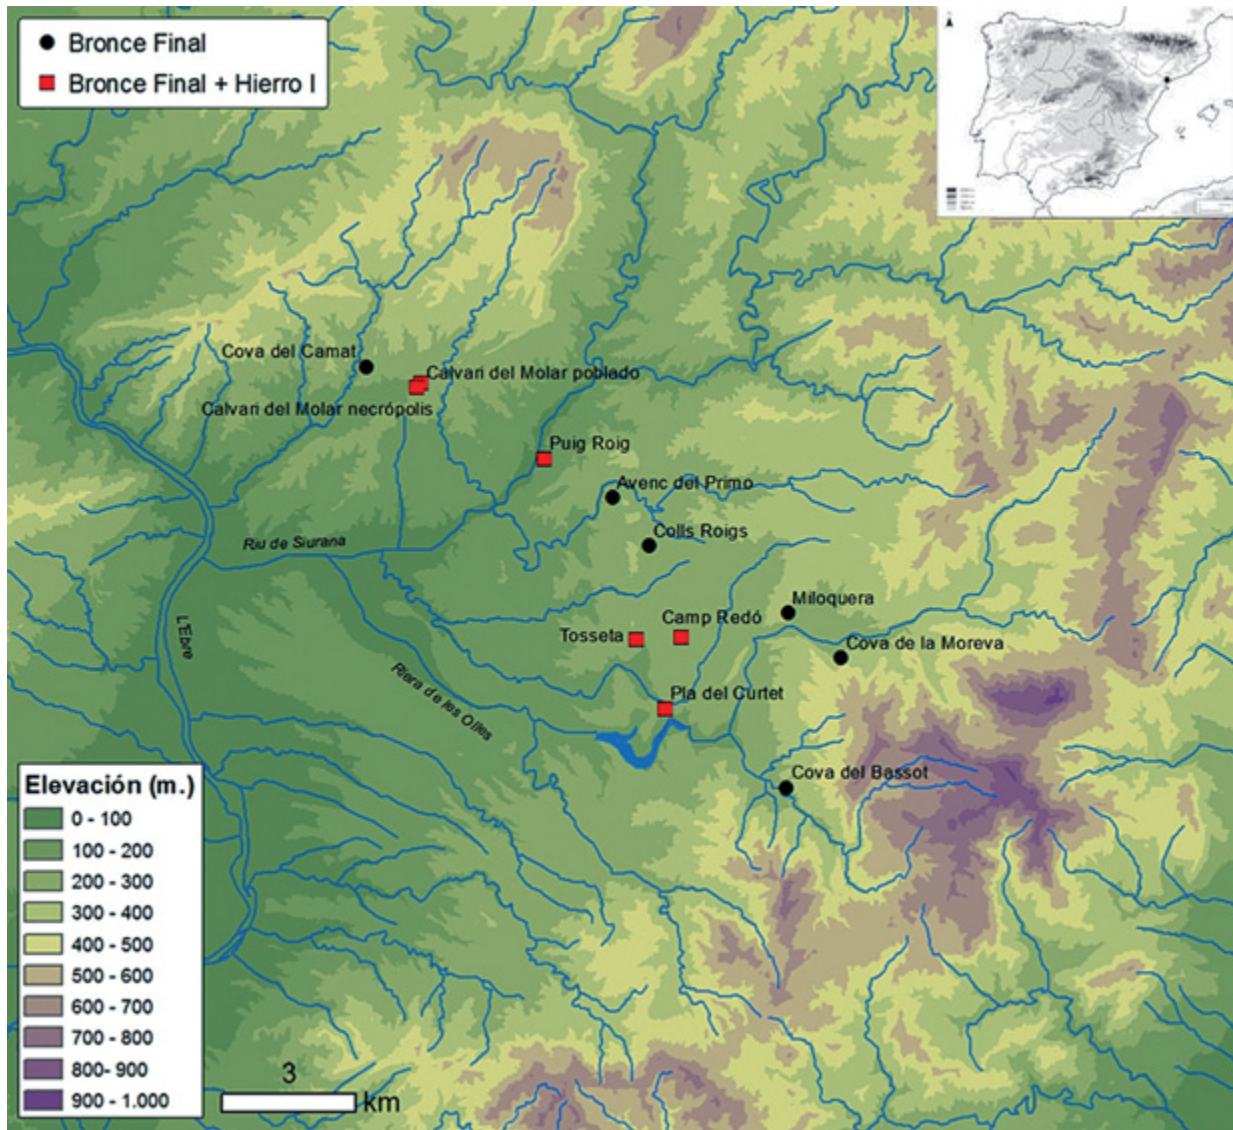 Bronce Final
Bronce Final + Hierro I
Cova del Camat
Calvari del Molar poblado
Calvari del Molar necrópolis
Puig Roig
Avenc del Primo
Colls Roigs
Riu de Siurana
Miloquera
Camp Redó
Tosseta
Cova de la Moreva
L'Ebre
Riera de les Olles
Pla del Curtet
Cova del Bassot
Elevación (m.)
0 - 100
100 - 200
200 - 300
300 - 400
400 - 500
500 - 600
600 - 700
700 - 800
800- 900
900 - 1.000
3
km